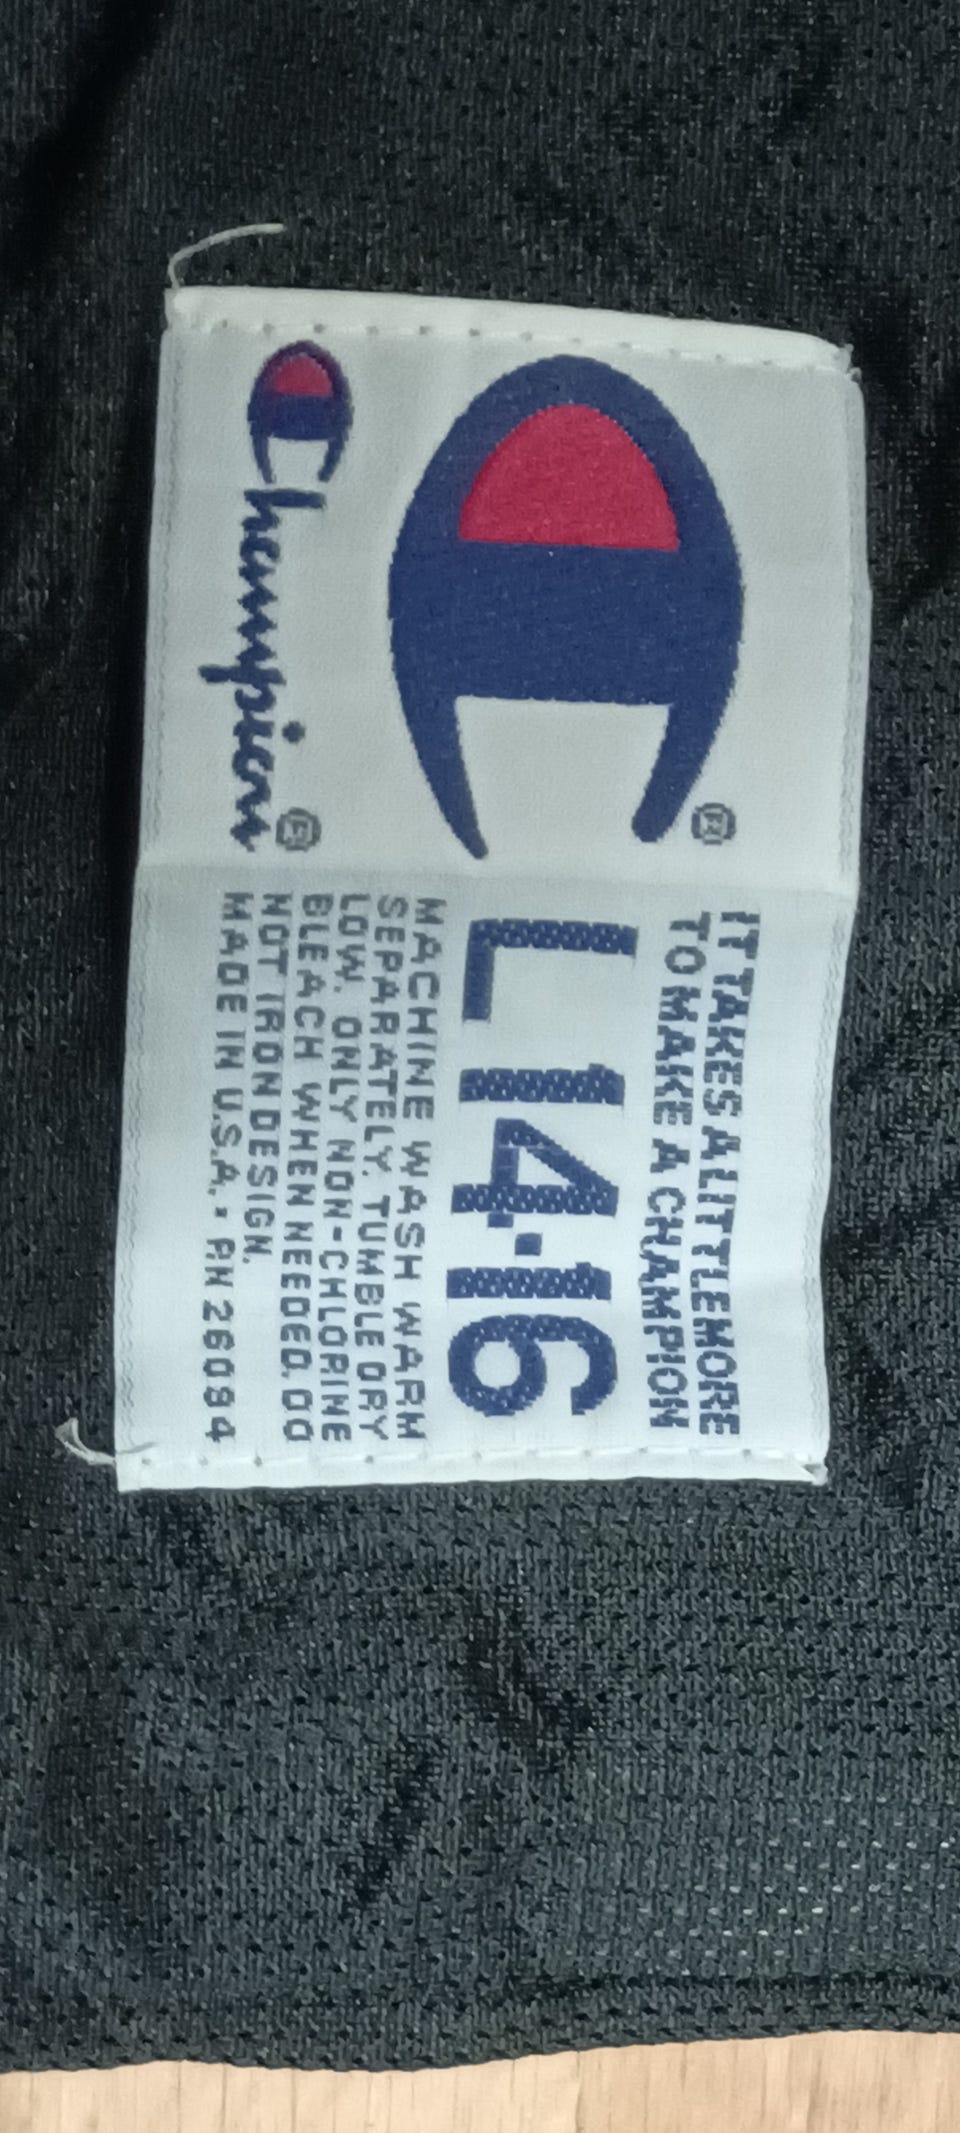 Champion®
®
IT TAKES A LITTLE MORE
TO MAKE A CHAMPION
L 14-16
MACHINE WASH WARM
SEPARATELY, TUMBLE DRY
LOW. ONLY NON-CHLORINE
BLEACH WHEN NEEDED. DO
NOT IRON DESIGN.
MADE IN U.S.A. * RN 26094